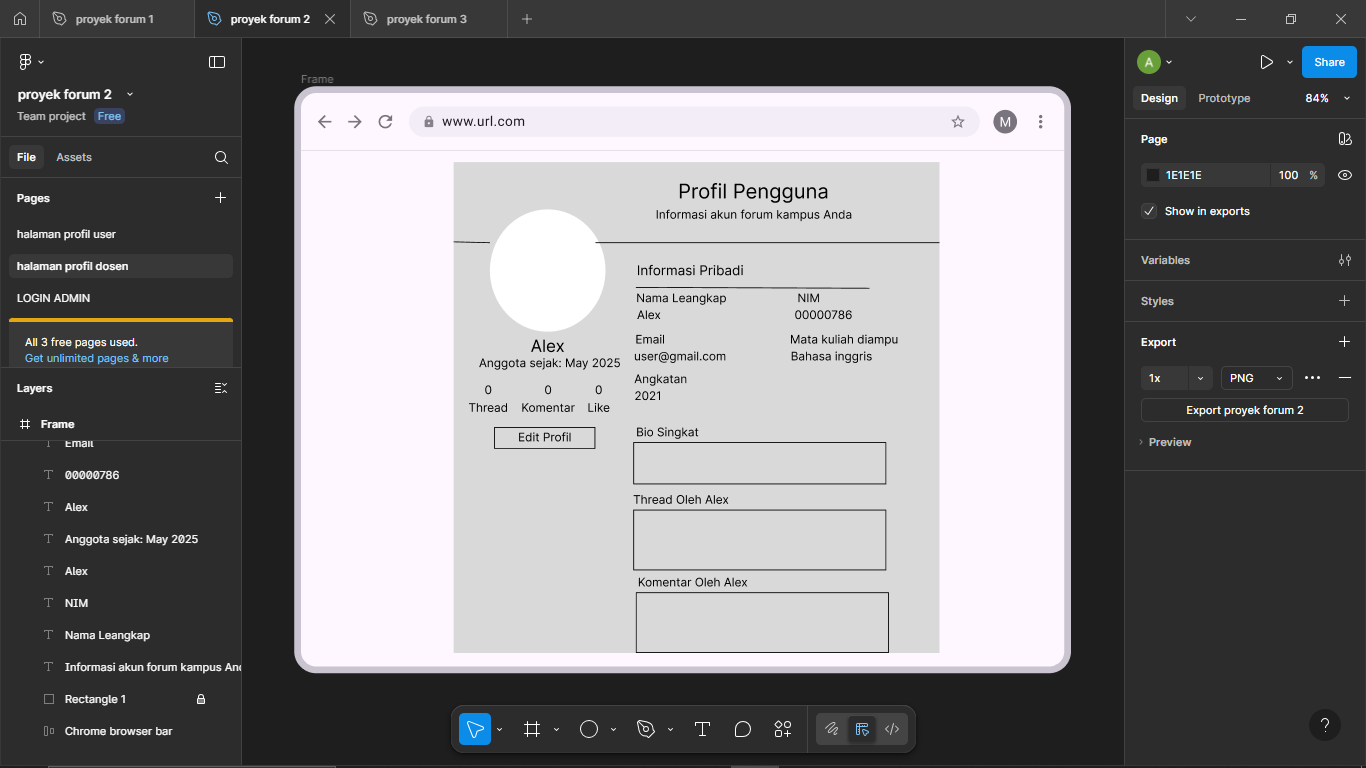 proyek forum 1
proyek forum 2
proyek forum 3
proyek forum 2
Team project Free
File Assets
Pages
halaman profil user
halaman profil dosen
LOGIN ADMIN
All 3 free pages used.
Get unlimited pages & more
Layers
Frame
Email
00000786
Alex
Anggota sejak: May 2025
Alex
NIM
Nama Leangkap
Informasi akun forum kampus And
Rectangle 1
Chrome browser bar
Frame
www.url.com
M
Profil Pengguna
Informasi akun forum kampus Anda
Alex
Anggota sejak: May 2025
0 0 0
Thread Komentar Like
Edit Profil
Informasi Pribadi
Nama Leangkap NIM
Alex 00000786
Email Mata kuliah diampu
user@gmail.com Bahasa inggris
Angkatan
2021
Bio Singkat
Thread Oleh Alex
Komentar Oleh Alex
A
Share
Design Prototype 84%
Page
1E1E1E 100 %
Show in exports
Variables
Styles
Export
1x PNG
Export proyek forum 2
Preview
?